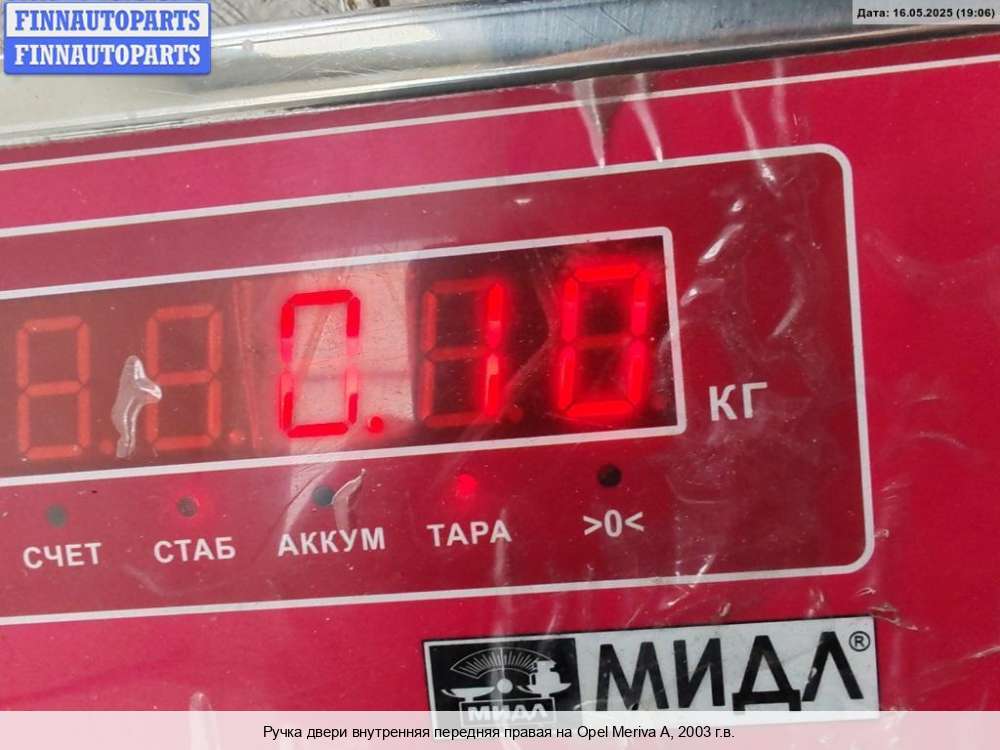 FINNAUTOPARTS
FINNAUTOPARTS
Дата: 16.05.2025 (19:06)
0.10
КГ
СЧЕТ СТАБ АККУМ ТАРА >0<
МИДЛ®
МИДЛ
Ручка двери внутренняя передняя правая на Opel Meriva A, 2003 г.в.